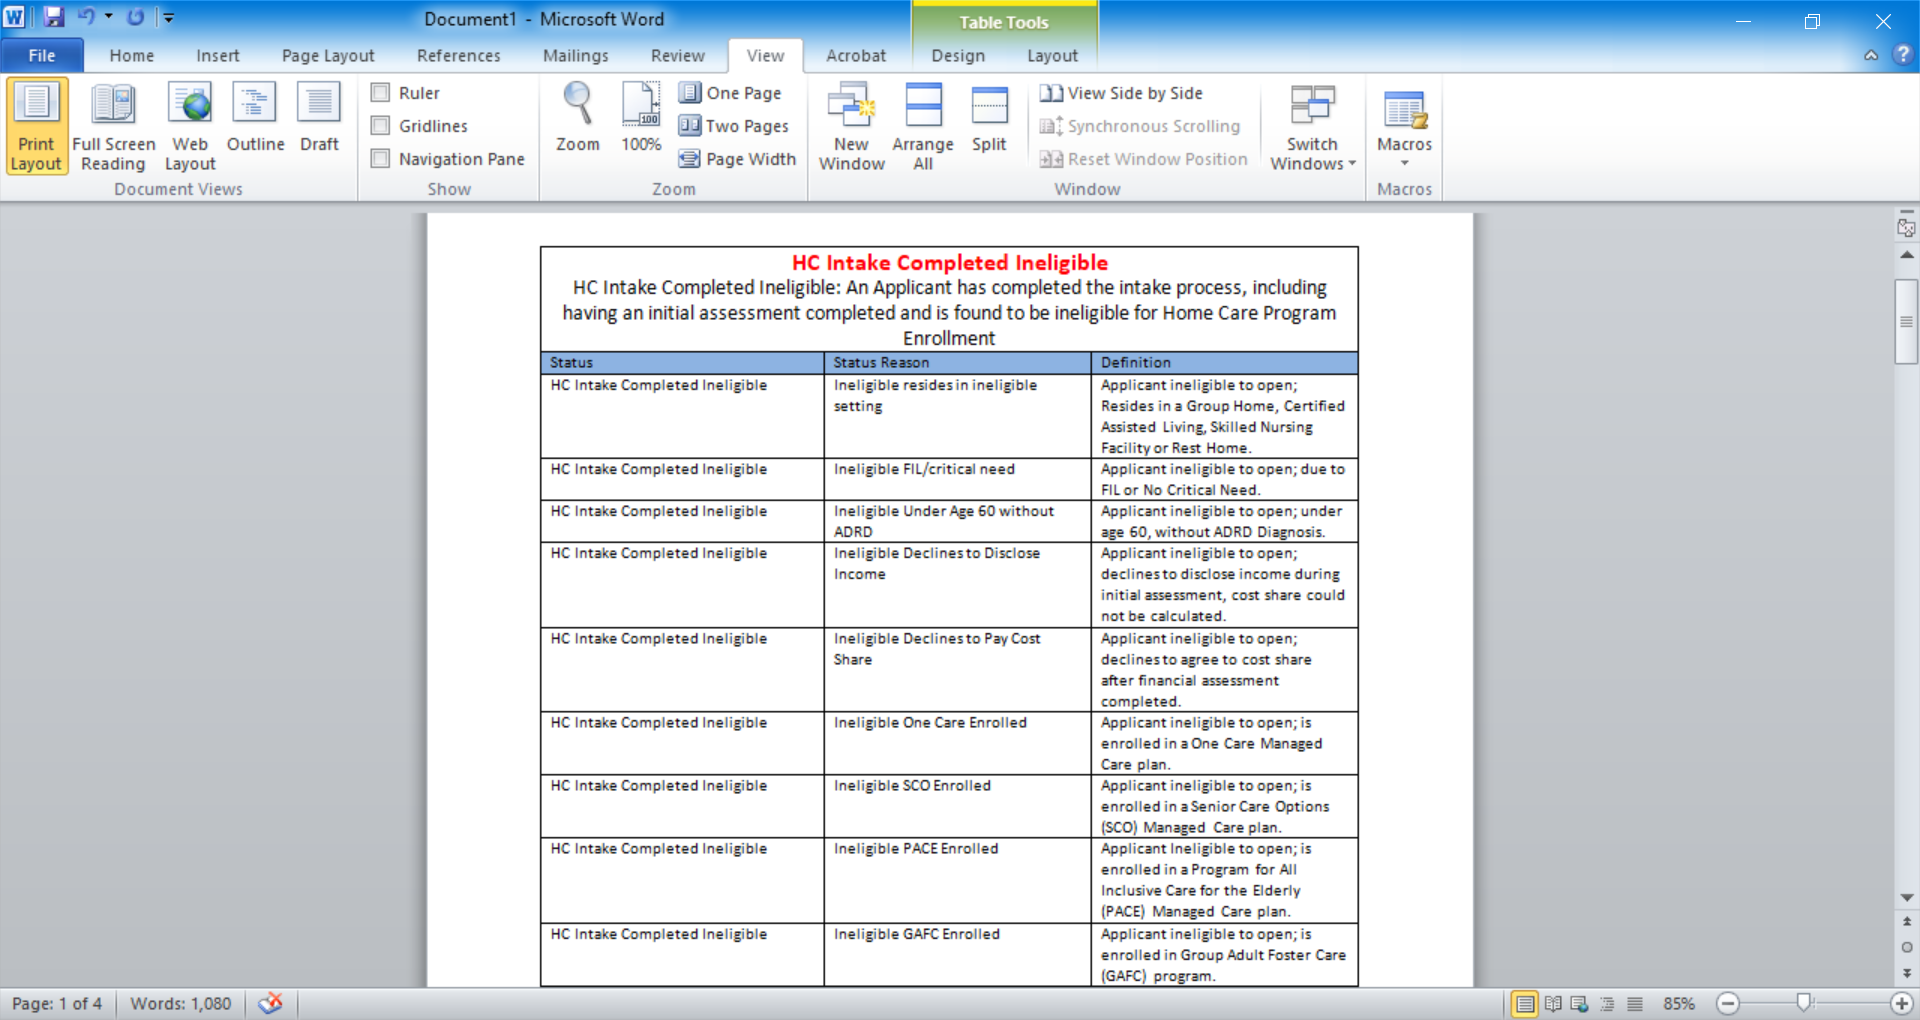 Document1 - Microsoft Word
Table Tools
File Home Insert Page Layout References Mailings Review View Acrobat Design Layout
Print Layout
Full Screen Reading
Web Layout
Outline
Draft
Document Views
Ruler
Gridlines
Navigation Pane
Show
Zoom
100%
One Page
Two Pages
Page Width
Zoom
New Window
Arrange All
Split
View Side by Side
Synchronous Scrolling
Reset Window Position
Window
Switch Windows
Macros
Macros
HC Intake Completed Ineligible
HC Intake Completed Ineligible: An Applicant has completed the intake process, including
having an initial assessment completed and is found to be ineligible for Home Care Program
Enrollment
Status
Status Reason
Definition
HC Intake Completed Ineligible
Ineligible resides in ineligible
setting
Applicant ineligible to open;
Resides in a Group Home, Certified
Assisted Living, Skilled Nursing
Facility or Rest Home.
HC Intake Completed Ineligible
Ineligible FIL/critical need
Applicant ineligible to open; due to
FIL or No Critical Need.
HC Intake Completed Ineligible
Ineligible Under Age 60 without
ADRD
Applicant ineligible to open; under
age 60, without ADRD Diagnosis.
HC Intake Completed Ineligible
Ineligible Declines to Disclose
Income
Applicant ineligible to open;
declines to disclose income during
initial assessment, cost share could
not be calculated.
HC Intake Completed Ineligible
Ineligible Declines to Pay Cost
Share
Applicant ineligible to open;
declines to agree to cost share
after financial assessment
completed.
HC Intake Completed Ineligible
Ineligible One Care Enrolled
Applicant ineligible to open; is
enrolled in a One Care Managed
Care plan.
HC Intake Completed Ineligible
Ineligible SCO Enrolled
Applicant ineligible to open; is
enrolled in a Senior Care Options
(SCO) Managed Care plan.
HC Intake Completed Ineligible
Ineligible PACE Enrolled
Applicant Ineligible to open; is
enrolled in a Program for All
Inclusive Care for the Elderly
(PACE) Managed Care plan.
HC Intake Completed Ineligible
Ineligible GAFC Enrolled
Applicant ineligible to open; is
enrolled in Group Adult Foster Care
(GAFC) program.
Page: 1 of 4
Words: 1,080
85%